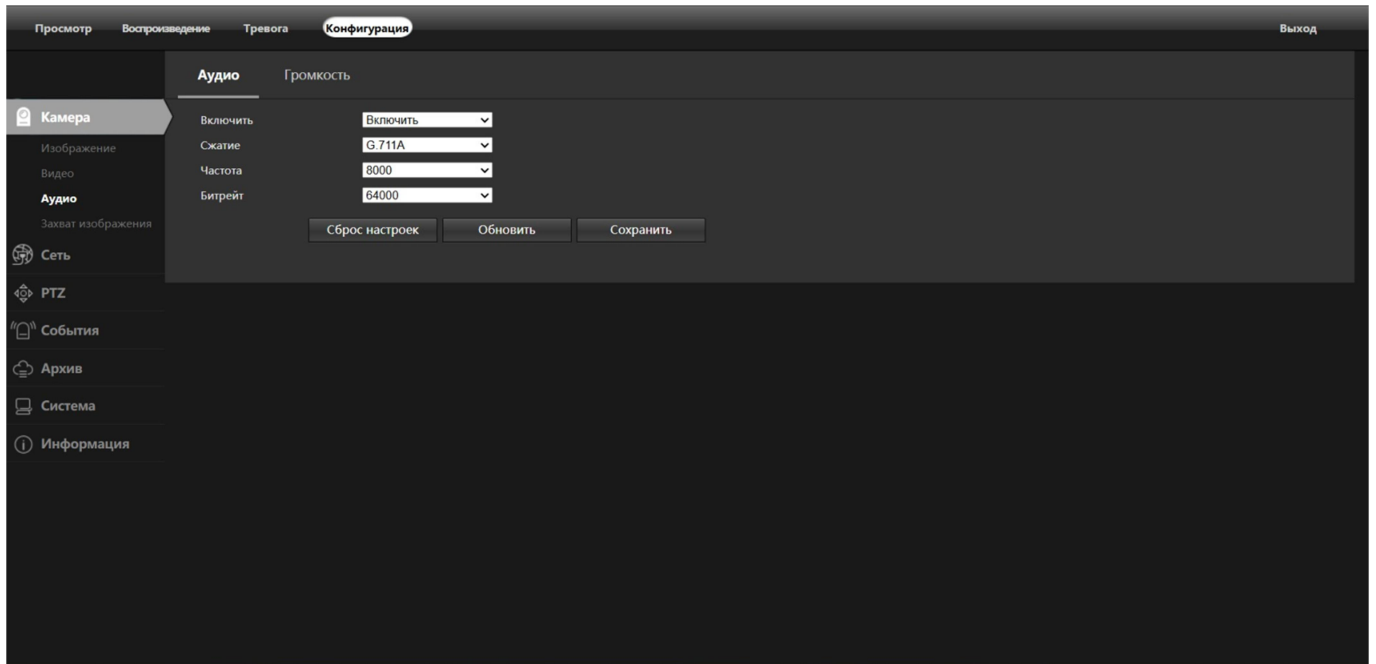 Просмотр Воспроизведение Тревога Конфигурация Выход
Аудио Громкость
Камера
Изображение
Видео
Аудио
Захват изображения
Сеть
PTZ
События
Архив
Система
Информация
Включить Включить
Сжатие G.711A
Частота 8000
Битрейт 64000
Сброс настроек Обновить Сохранить